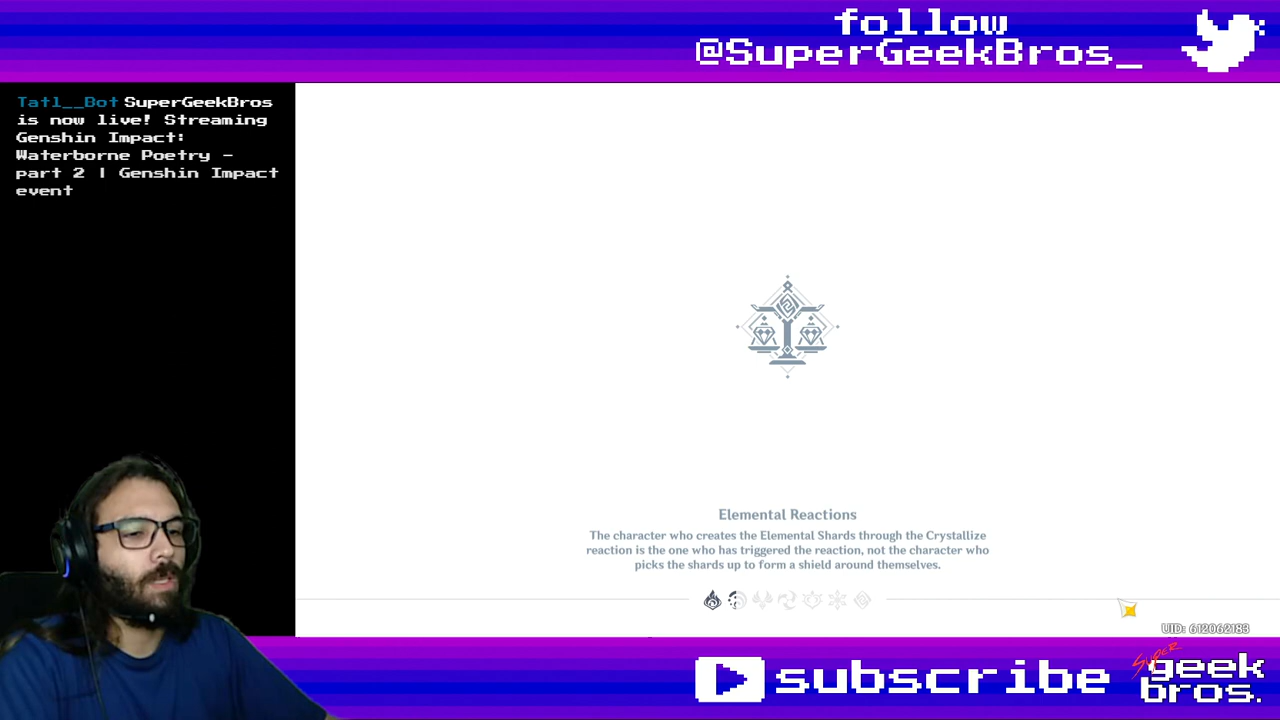 follow
@SuperGeekBros_
Tatl__Bot SuperGeekBros
is now live! Streaming
Genshin Impact:
Waterborne Poetry -
part 2 | Genshin Impact
event
Elemental Reactions
The character who creates the Elemental Shards through the Crystallize
reaction is the one who has triggered the reaction, not the character who
picks the shards up to form a shield around themselves.
UID: 612062183
subscribe
SUPER
geek
bros.